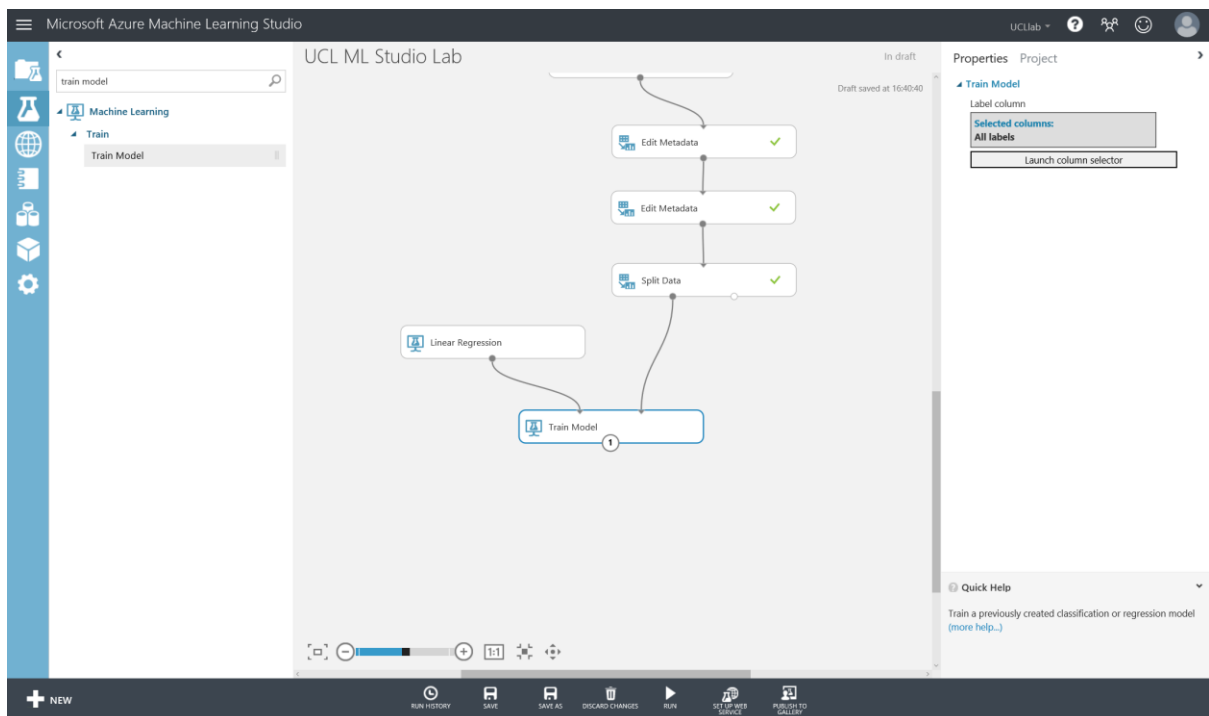 Microsoft Azure Machine Learning Studio
UCLlab
?
train model
Machine Learning
Train
Train Model
UCL ML Studio Lab
In draft
Draft saved at 16:40:40
Edit Metadata
Edit Metadata
Split Data
Linear Regression
Train Model
1
1:1
Properties Project
Train Model
Label column
Selected columns:
All labels
Launch column selector
Quick Help
Train a previously created classification or regression model
(more help...)
NEW
RUN HISTORY
SAVE
SAVE AS
DISCARD CHANGES
RUN
SET UP WEB
SERVICE
PUBLISH TO
GALLERY